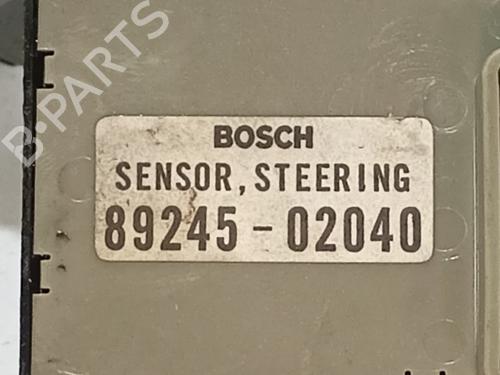 B-PARTS
BOSCH
SENSOR, STEERING
89245-02040